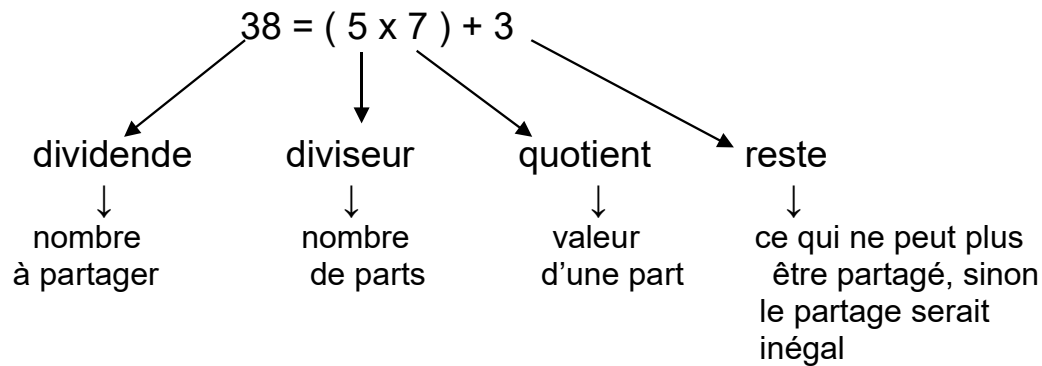 38 = ( 5 x 7 ) + 3
dividende diviseur quotient reste
↓ ↓ ↓ ↓
nombre nombre valeur ce qui ne peut plus
à partager de parts d’une part être partagé, sinon
le partage serait
inégal